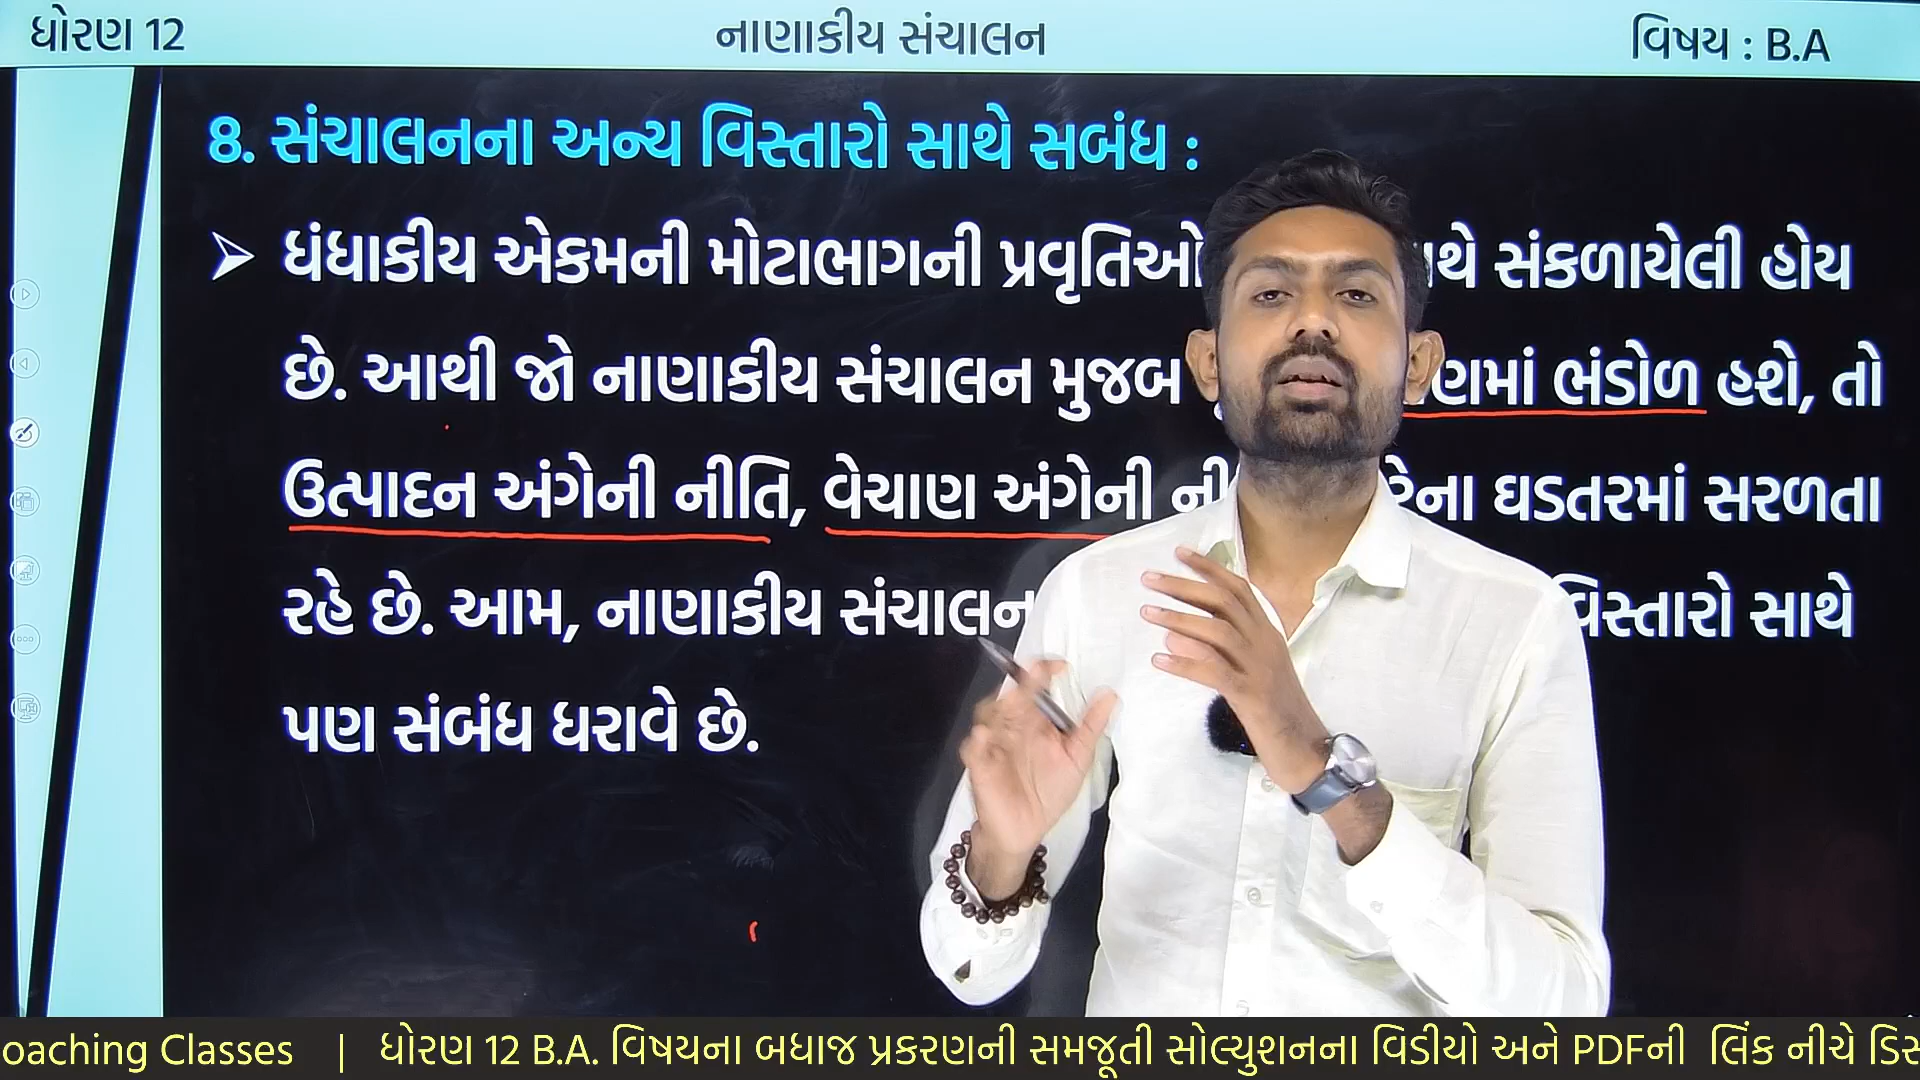 ધોરણ 12
નાણાકીય સંચાલન
વિષય : B.A
8. સંચાલનના અન્ય વિસ્તારો સાથે સબંધ :
ધંધાકીય એકમની મોટાભાગની પ્રવૃતિઓ સંકળાયેલી હોય
છે. આથી જો નાણાકીય સંચાલન મુજબ ભંડોળ હશે, તો
ઉત્પાદન અંગેની નીતિ, વેચાણ અંગેની ઘડતરમાં સરળતા
રહે છે. આમ, નાણાકીય સંચાલન વિસ્તારો સાથે
પણ સંબંધ ધરાવે છે.
oaching Classes | ધોરણ 12 B.A. વિષયના બધાજ પ્રકરણની સમજૂતી સોલ્યુશનના વિડીયો અને PDFની લિંક નીચે ડિસ